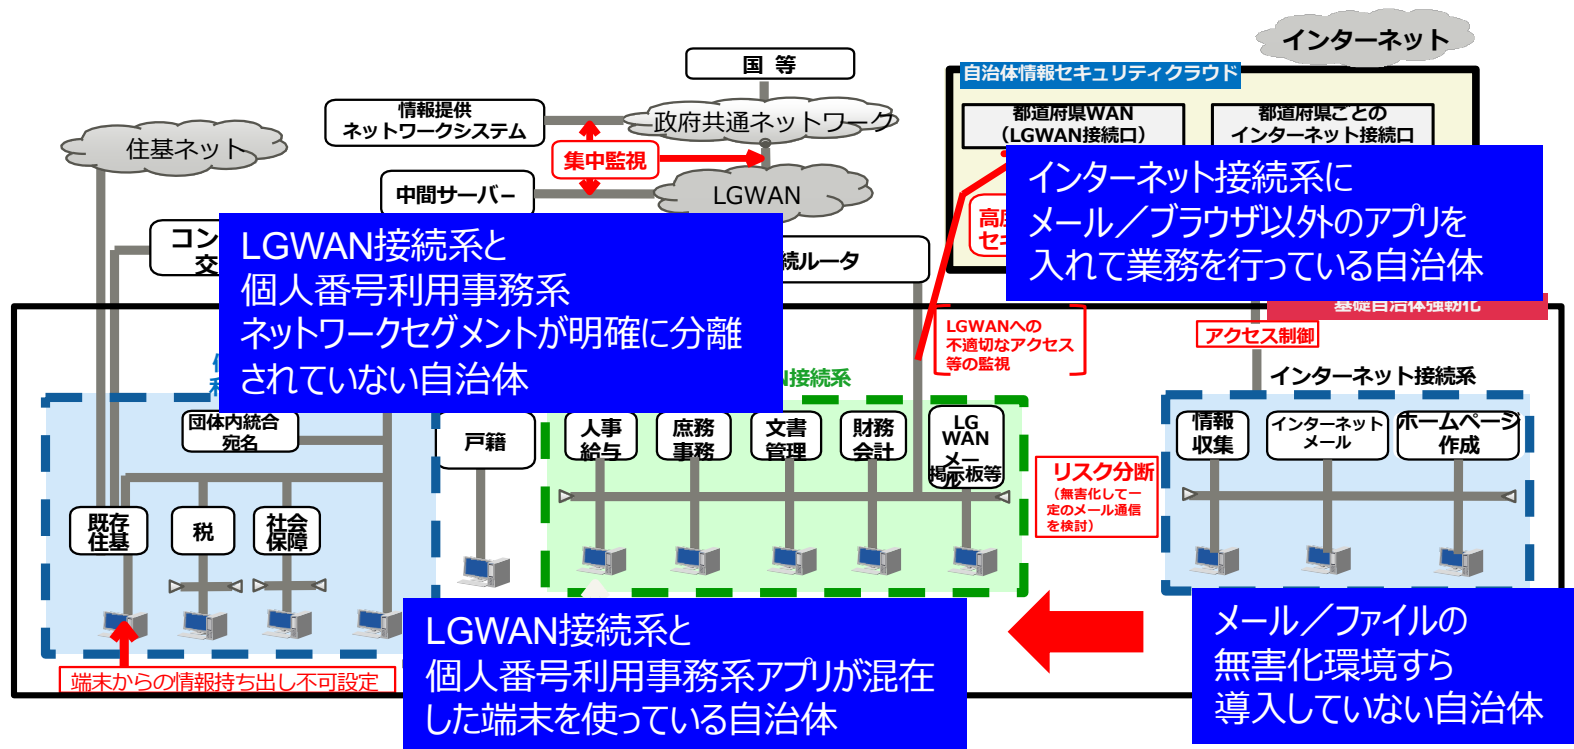 インターネット
国 等
自治体情報セキュリティクラウド
情報提供
ネットワークシステム
政府共通ネットワーク
都道府県WAN
（LGWAN接続口）
都道府県ごとの
インターネット接続口
住基ネット
集中監視
中間サーバー
LGWAN
インターネット接続系に
メール／ブラウザ以外のアプリを
入れて業務を行っている自治体
コン
交
LGWAN接続系と
個人番号利用事務系
ネットワークセグメントが明確に分離
されていない自治体
続ルータ
高度
セキ
基礎自治体強靭化
LGWANへの
不適切なアクセス
等の監視
アクセス制御
N接続系
インターネット接続系
団体内統合
宛名
戸籍
人事
給与
庶務
事務
文書
管理
財務
会計
LG
WAN
メー
ル
掲示板等
情報
収集
インターネット
メール
ホームページ
作成
リスク分断
（無害化して一
定のメール通信
を検討）
既存
住基
税
社会
保障
端末からの情報持ち出し不可設定
LGWAN接続系と
個人番号利用事務系アプリが混在
した端末を使っている自治体
メール／ファイルの
無害化環境すら
導入していない自治体